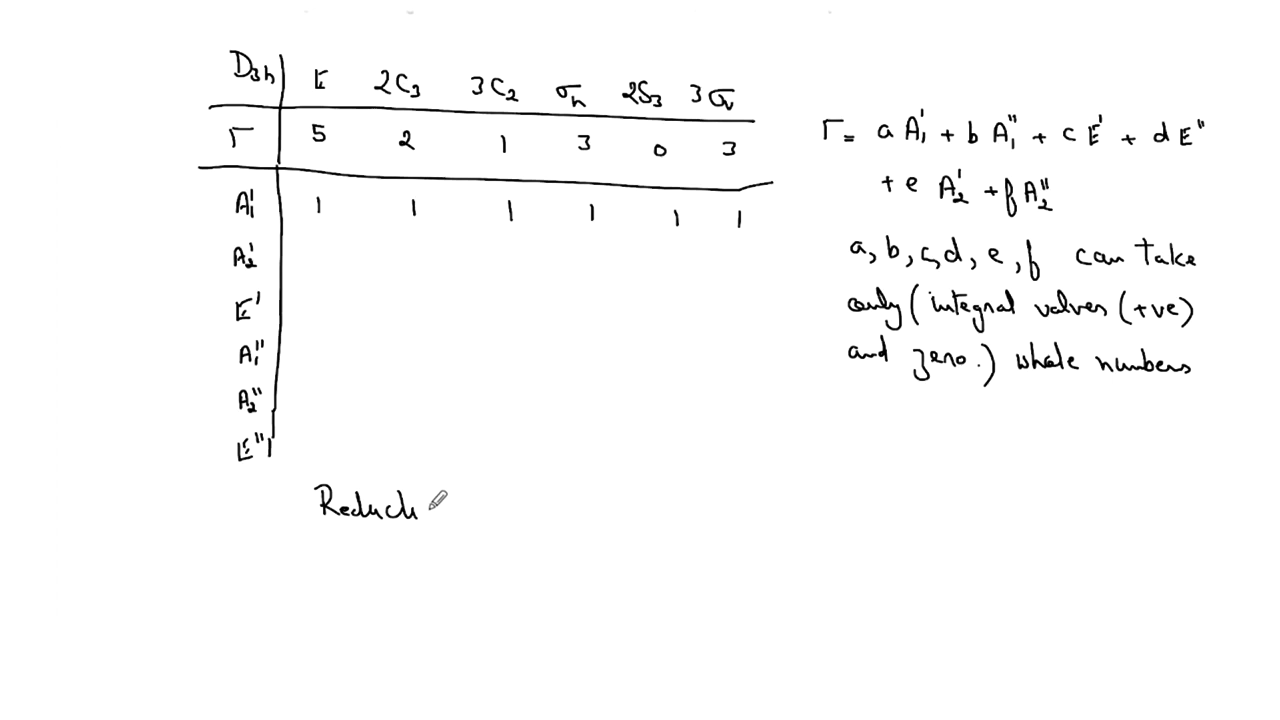 D3h E 2C3 3C2 σh 2S3 3σv
Γ 5 2 1 3 0 3
A1' 1 1 1 1 1 1
A2'
E'
A1''
A2''
E''
Reducti
Γ = a A1' + b A1'' + c E' + d E''
+ e A2' + f A2''
a, b, c, d, e, f can take
only (integral values (+ve)
and zero.) whole numbers